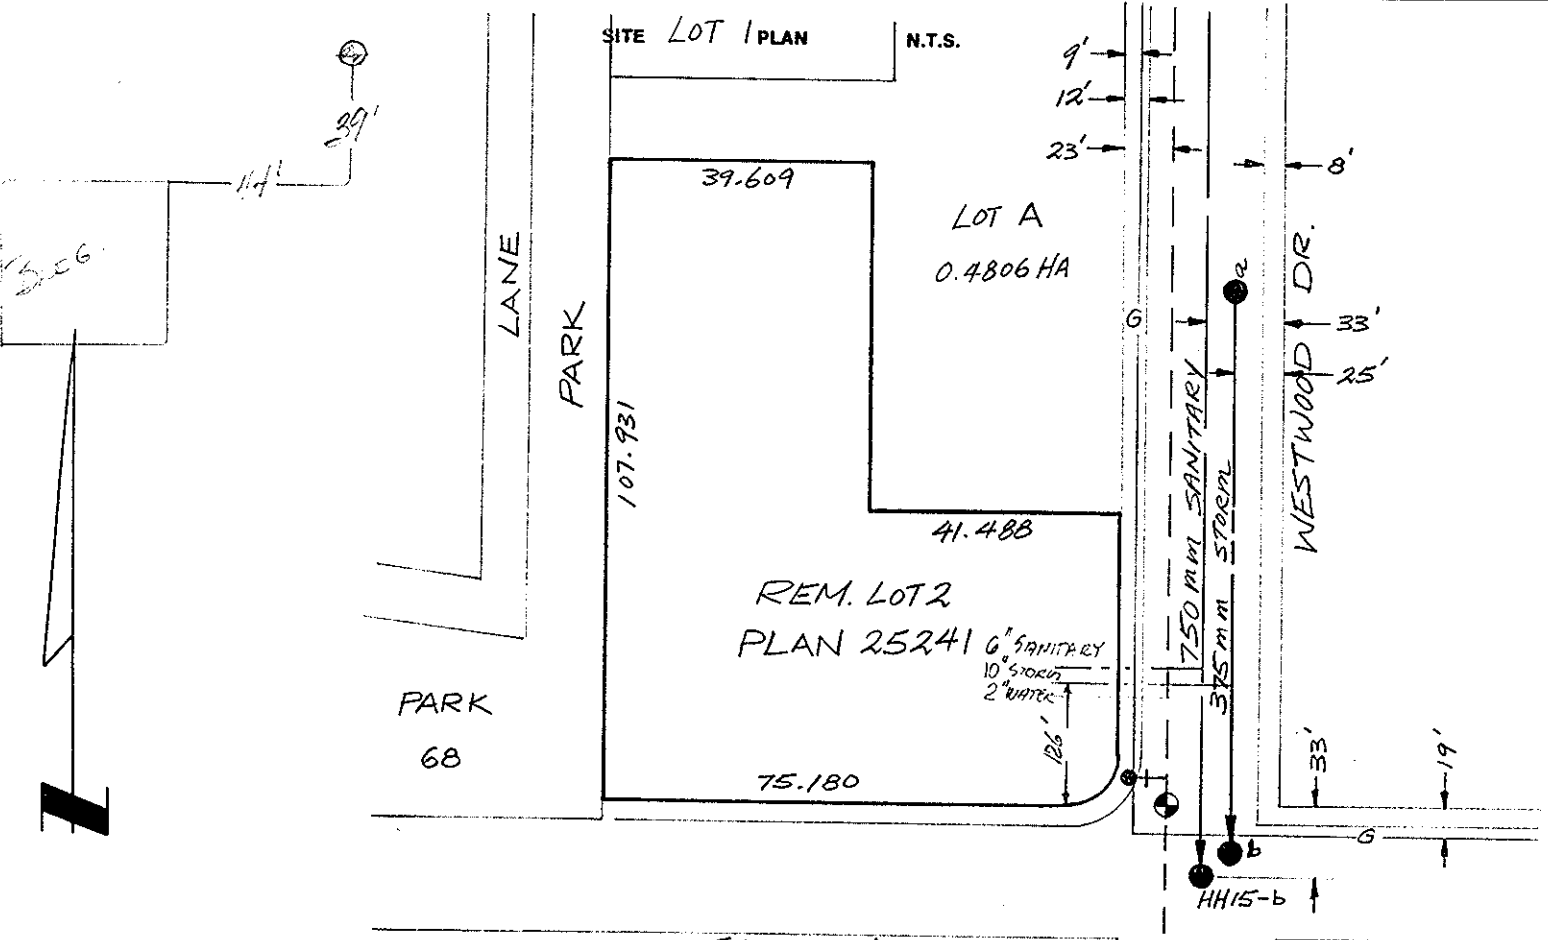 SITE LOT 1 PLAN N.T.S.
9'
12'
23'
8'
39'
39.609
LOT A
0.4806 HA
LANE
PARK
107.931
41.488
G
a
33'
25'
WESTWOOD DR.
750 mm SANITARY
375 mm STORM
REM. LOT 2
PLAN 25241
6" SANITARY
10" STORM
2" WATER
126'
PARK
68
75.180
33'
19'
G
b
HH15-b